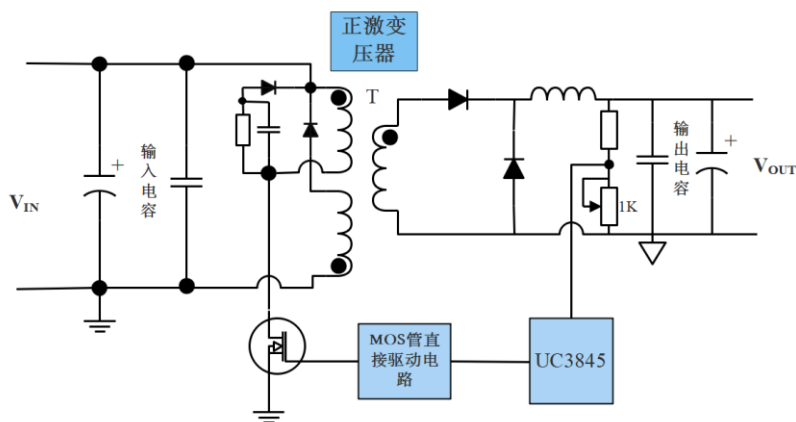 正激变
压器
T
+
输
入
电
容
V_IN
输
出
电
容
+
V_OUT
1K
MOS管直
接驱动电
路
UC3845